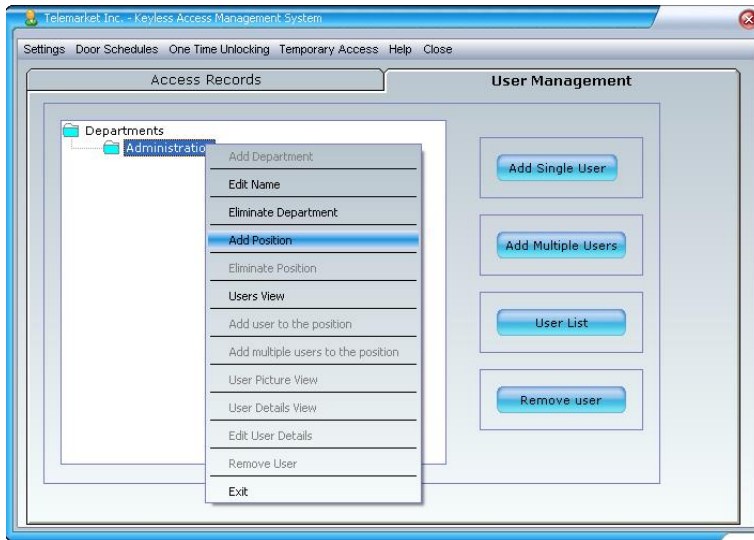 Telemarket Inc. - Keyless Access Management System
Settings Door Schedules One Time Unlocking Temporary Access Help Close
Access Records User Management
Departments
Administratio
Add Department
Edit Name
Eliminate Department
Add Position
Eliminate Position
Users View
Add user to the position
Add multiple users to the position
User Picture View
User Details View
Edit User Details
Remove User
Exit
Add Single User
Add Multiple Users
User List
Remove user